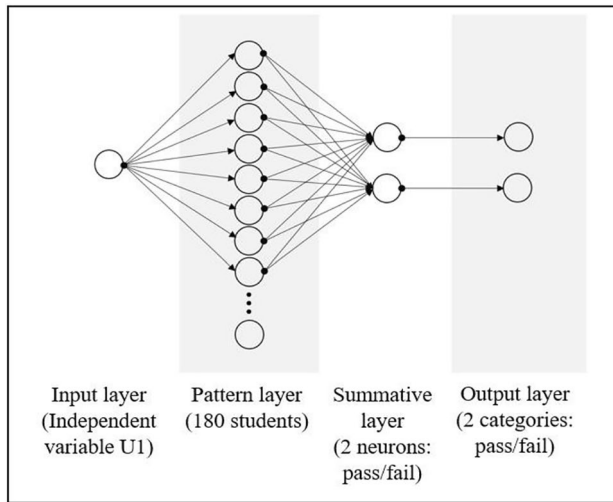 Input layer
(Independent
variable U1)
Pattern layer
(180 students)
Summative
layer
(2 neurons:
pass/fail)
Output layer
(2 categories:
pass/fail)